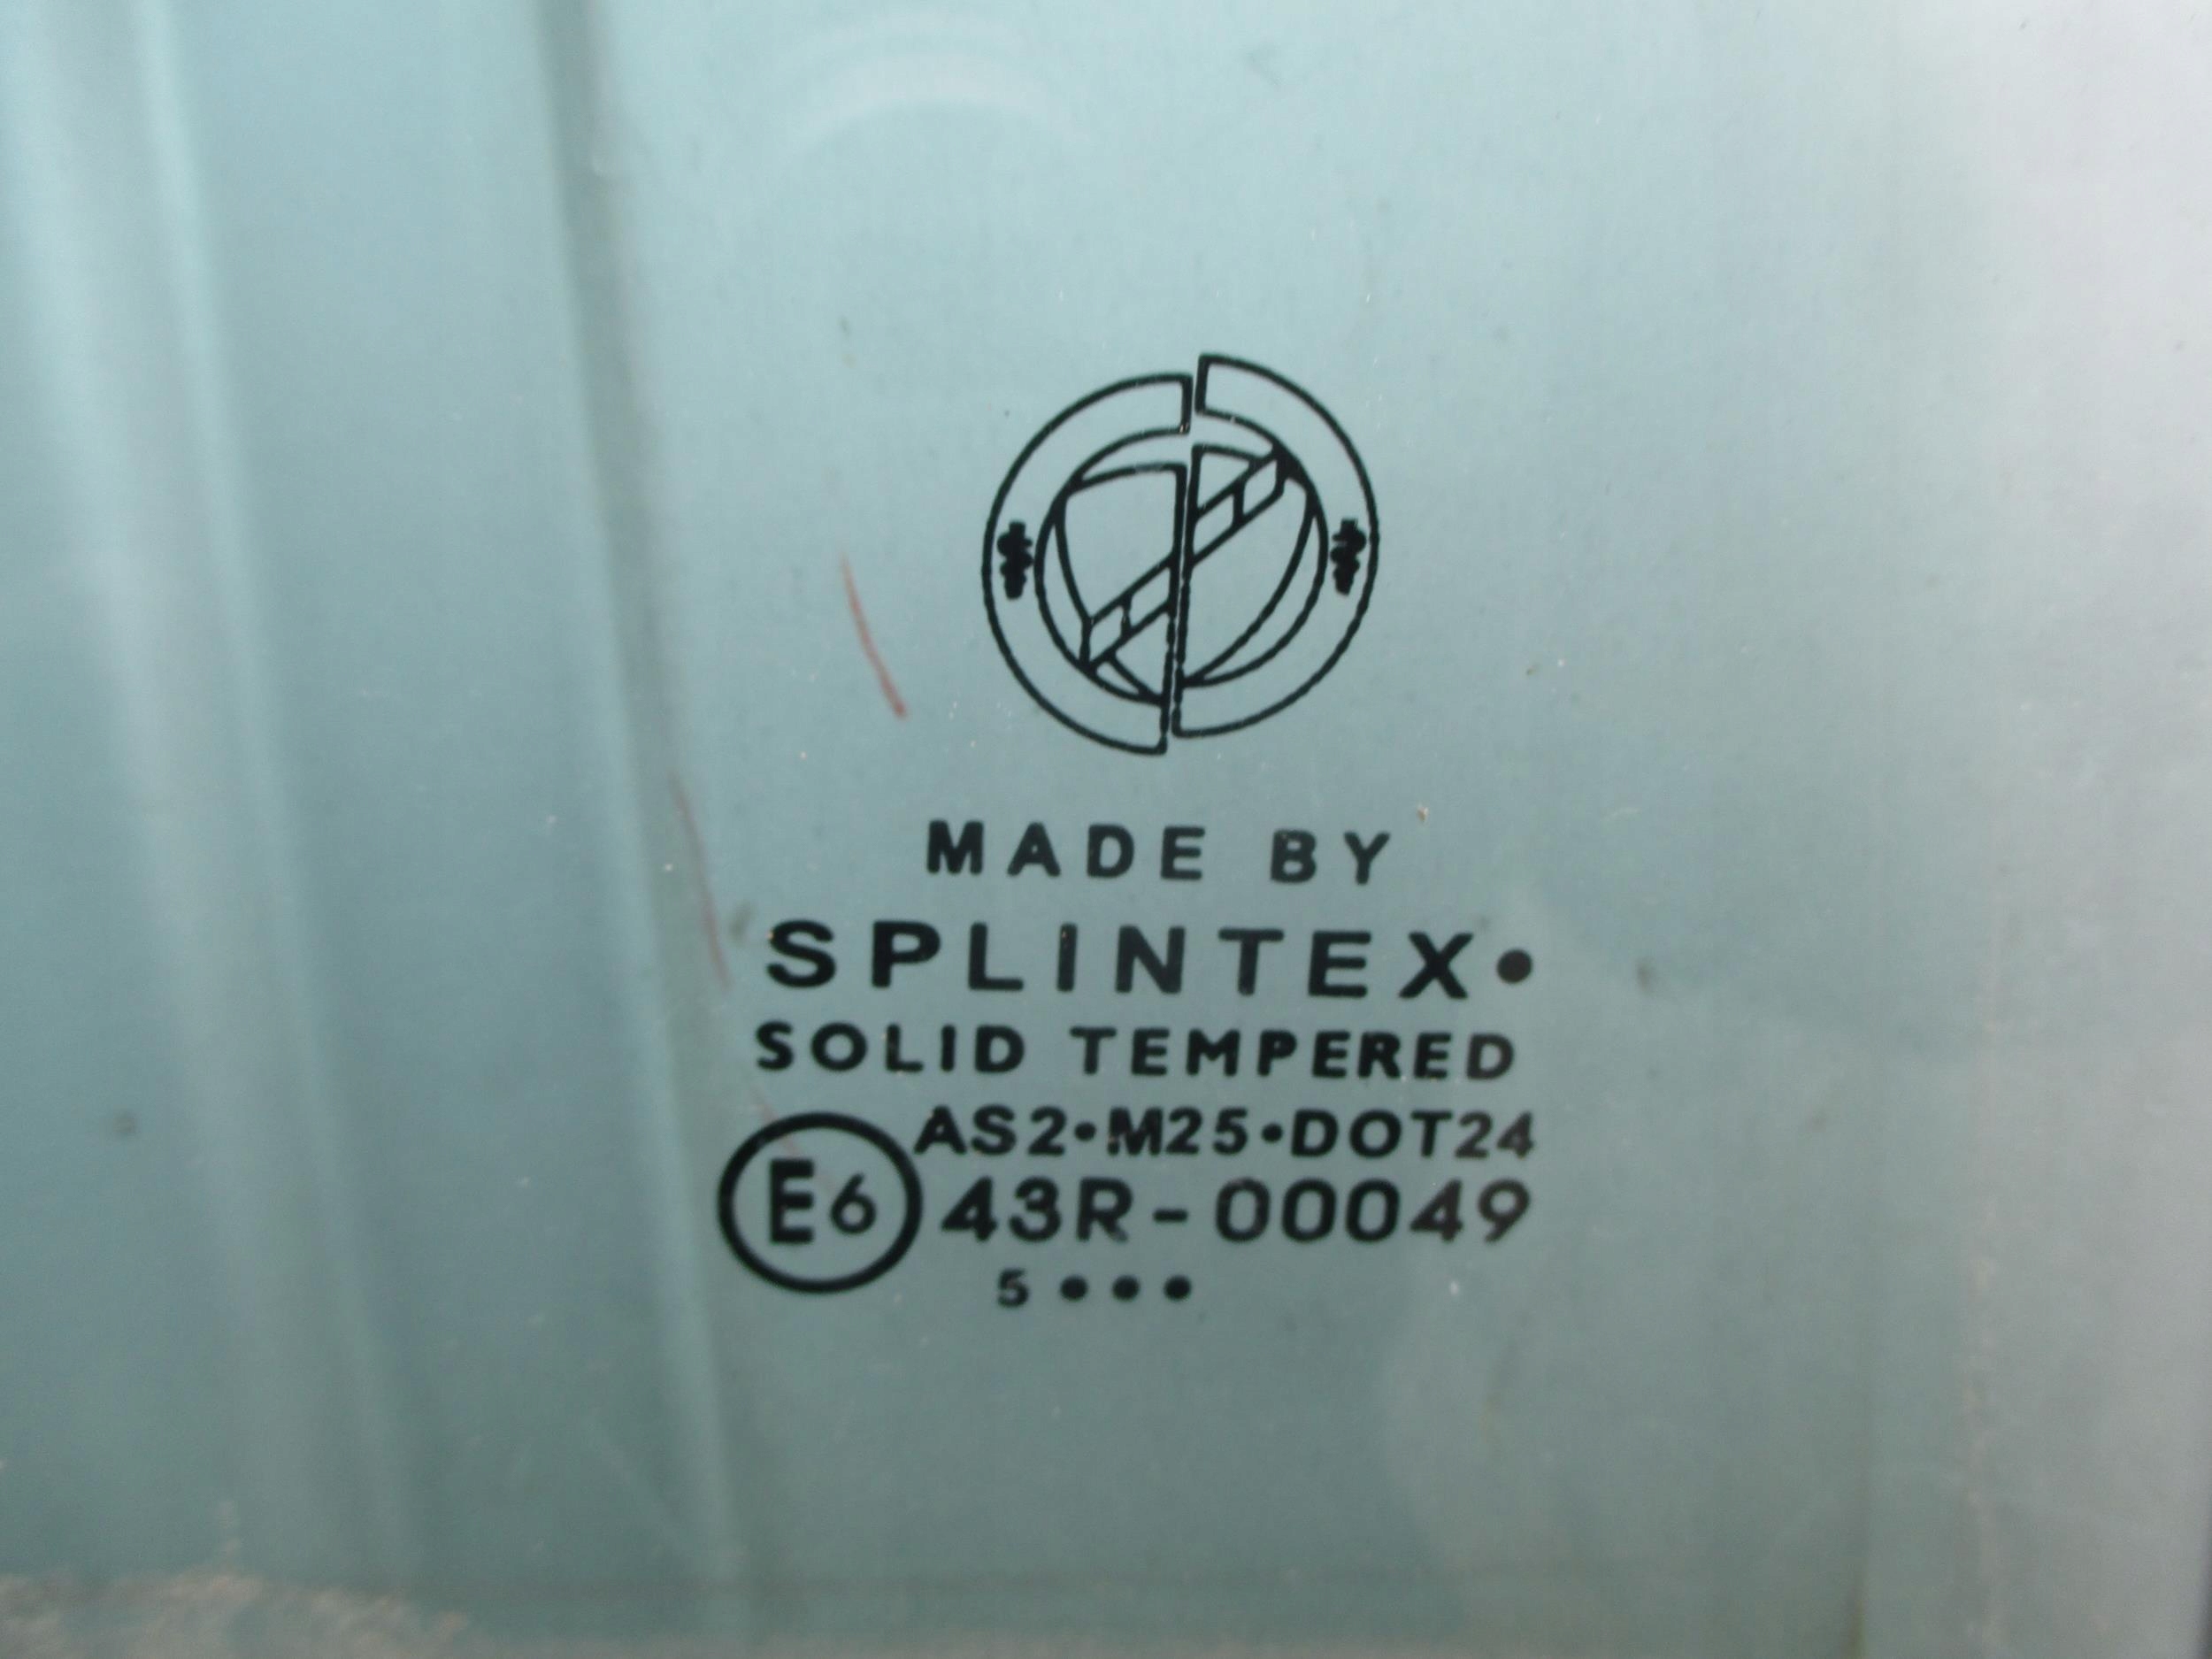 MADE BY
SPLINTEX•
SOLID TEMPERED
AS2•M25•DOT24
E6 43R-00049
5 •••